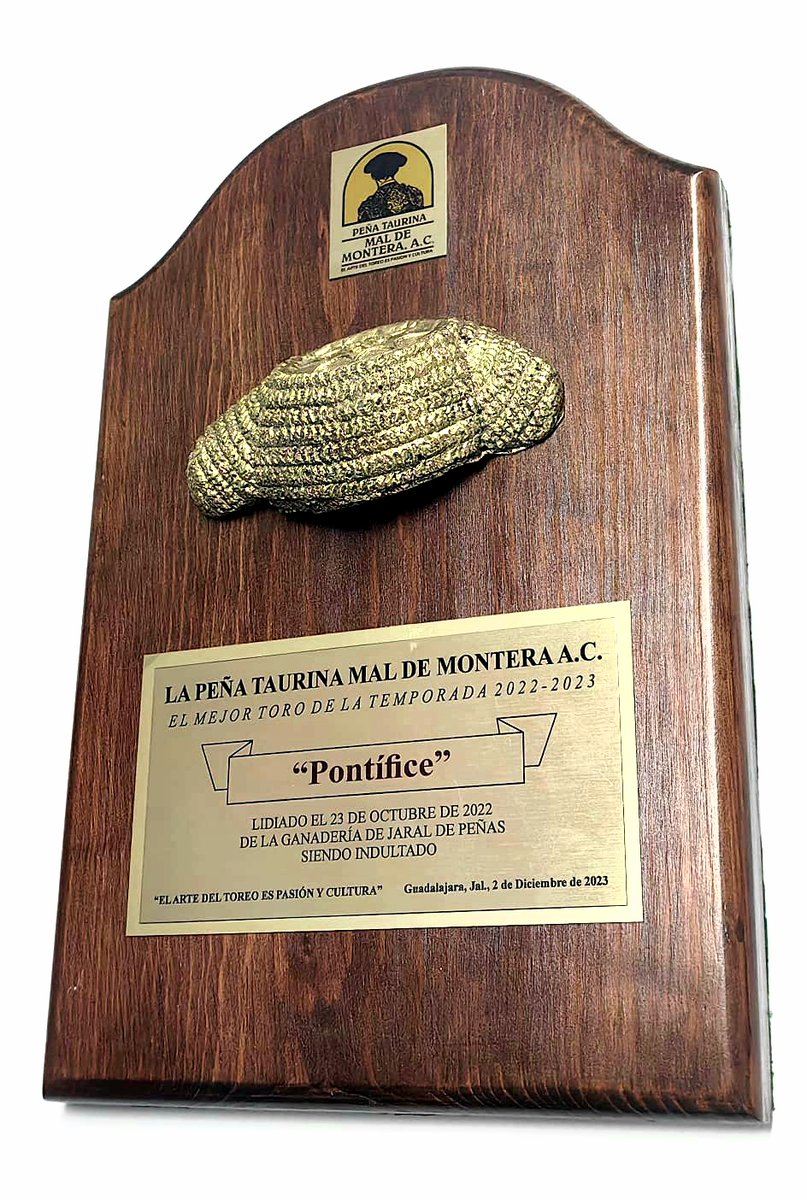 PEÑA TAURINA
MAL DE
MONTERA, A.C.
EL ARTE DEL TOREO ES PASIÓN Y CULTURA
LA PEÑA TAURINA MAL DE MONTERA A.C.
EL MEJOR TORO DE LA TEMPORADA 2022-2023
“Pontífice”
LIDIADO EL 23 DE OCTUBRE DE 2022
DE LA GANADERÍA DE JARAL DE PEÑAS
SIENDO INDULTADO
“EL ARTE DEL TOREO ES PASIÓN Y CULTURA” Guadalajara, Jal., 2 de Diciembre de 2023